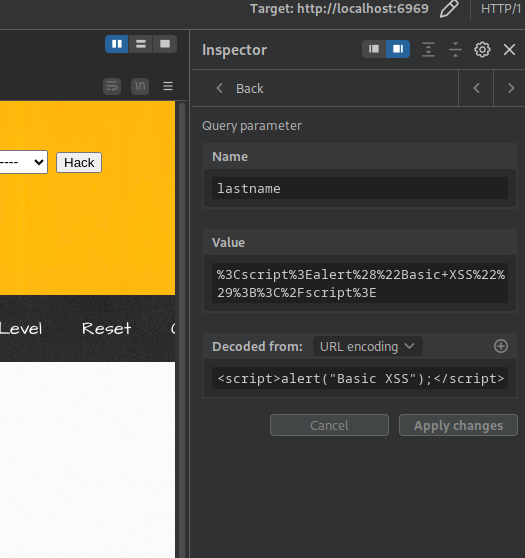 Target: http://localhost:6969
HTTP/1
Inspector
\n
Back
Query parameter
----
Hack
Name
lastname
Value
%3Cscript%3Ealert%28%22Basic+XSS%22%
29%3B%3C%2Fscript%3E
Level
Reset
Decoded from:
URL encoding
<script>alert("Basic XSS");</script>
Cancel
Apply changes